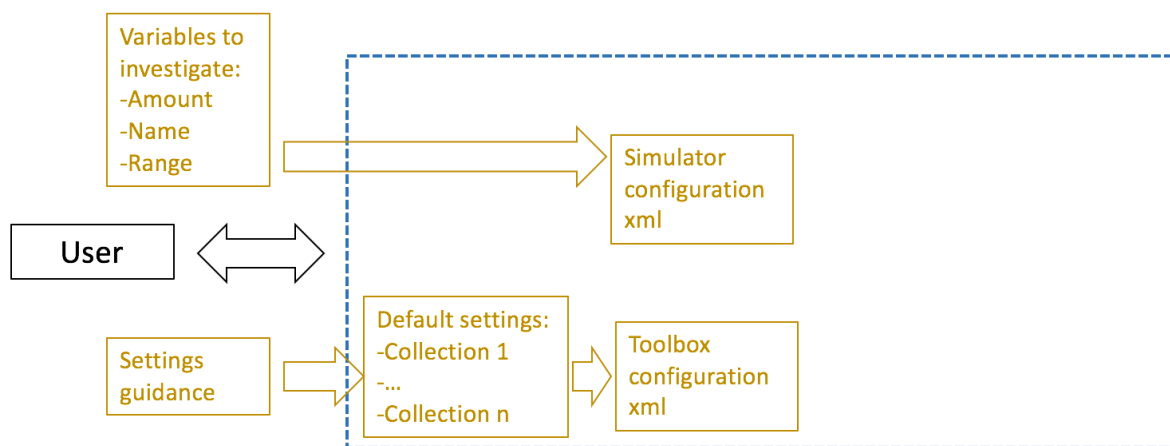 Variables to
investigate:
-Amount
-Name
-Range
Simulator
configuration
xml
User
Settings
guidance
Default settings:
-Collection 1
-...
-Collection n
Toolbox
configuration
xml